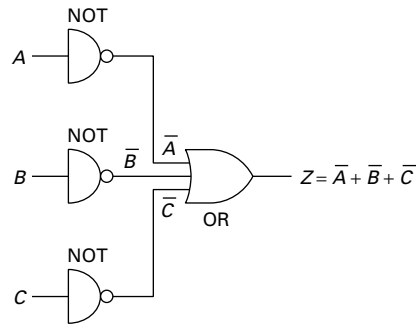 NOT
A
NOT
A̅
B̅
B
Z = A̅ + B̅ + C̅
C̅
OR
NOT
C